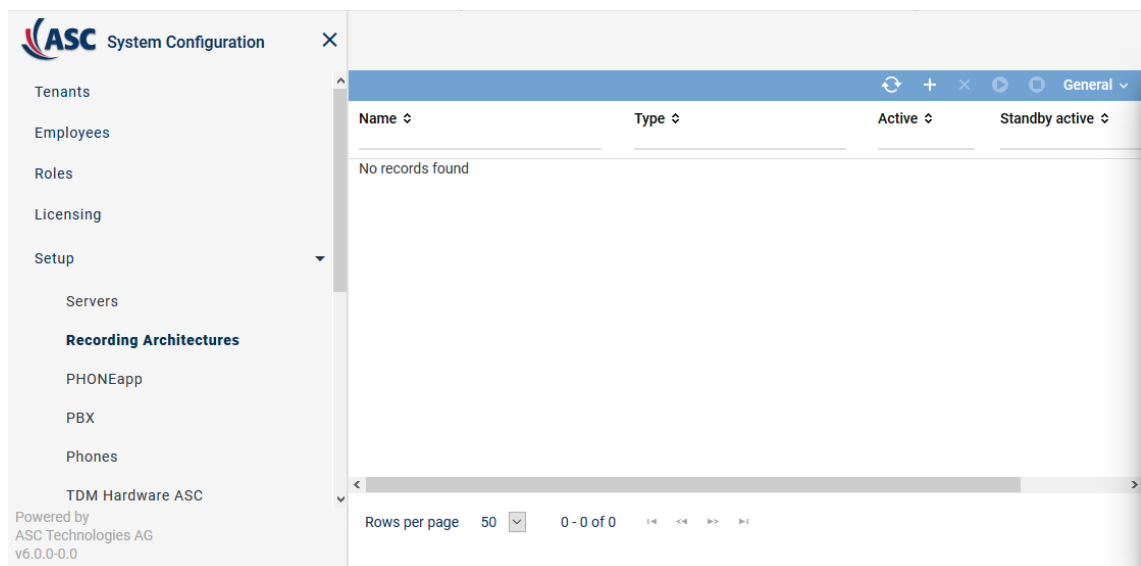 ASC System Configuration
Tenants
Employees
Roles
Licensing
Setup
Servers
Recording Architectures
PHONEapp
PBX
Phones
TDM Hardware ASC
Powered by
ASC Technologies AG
v6.0.0-0.0
General
Name Type Active Standby active
No records found
Rows per page 50 0 - 0 of 0